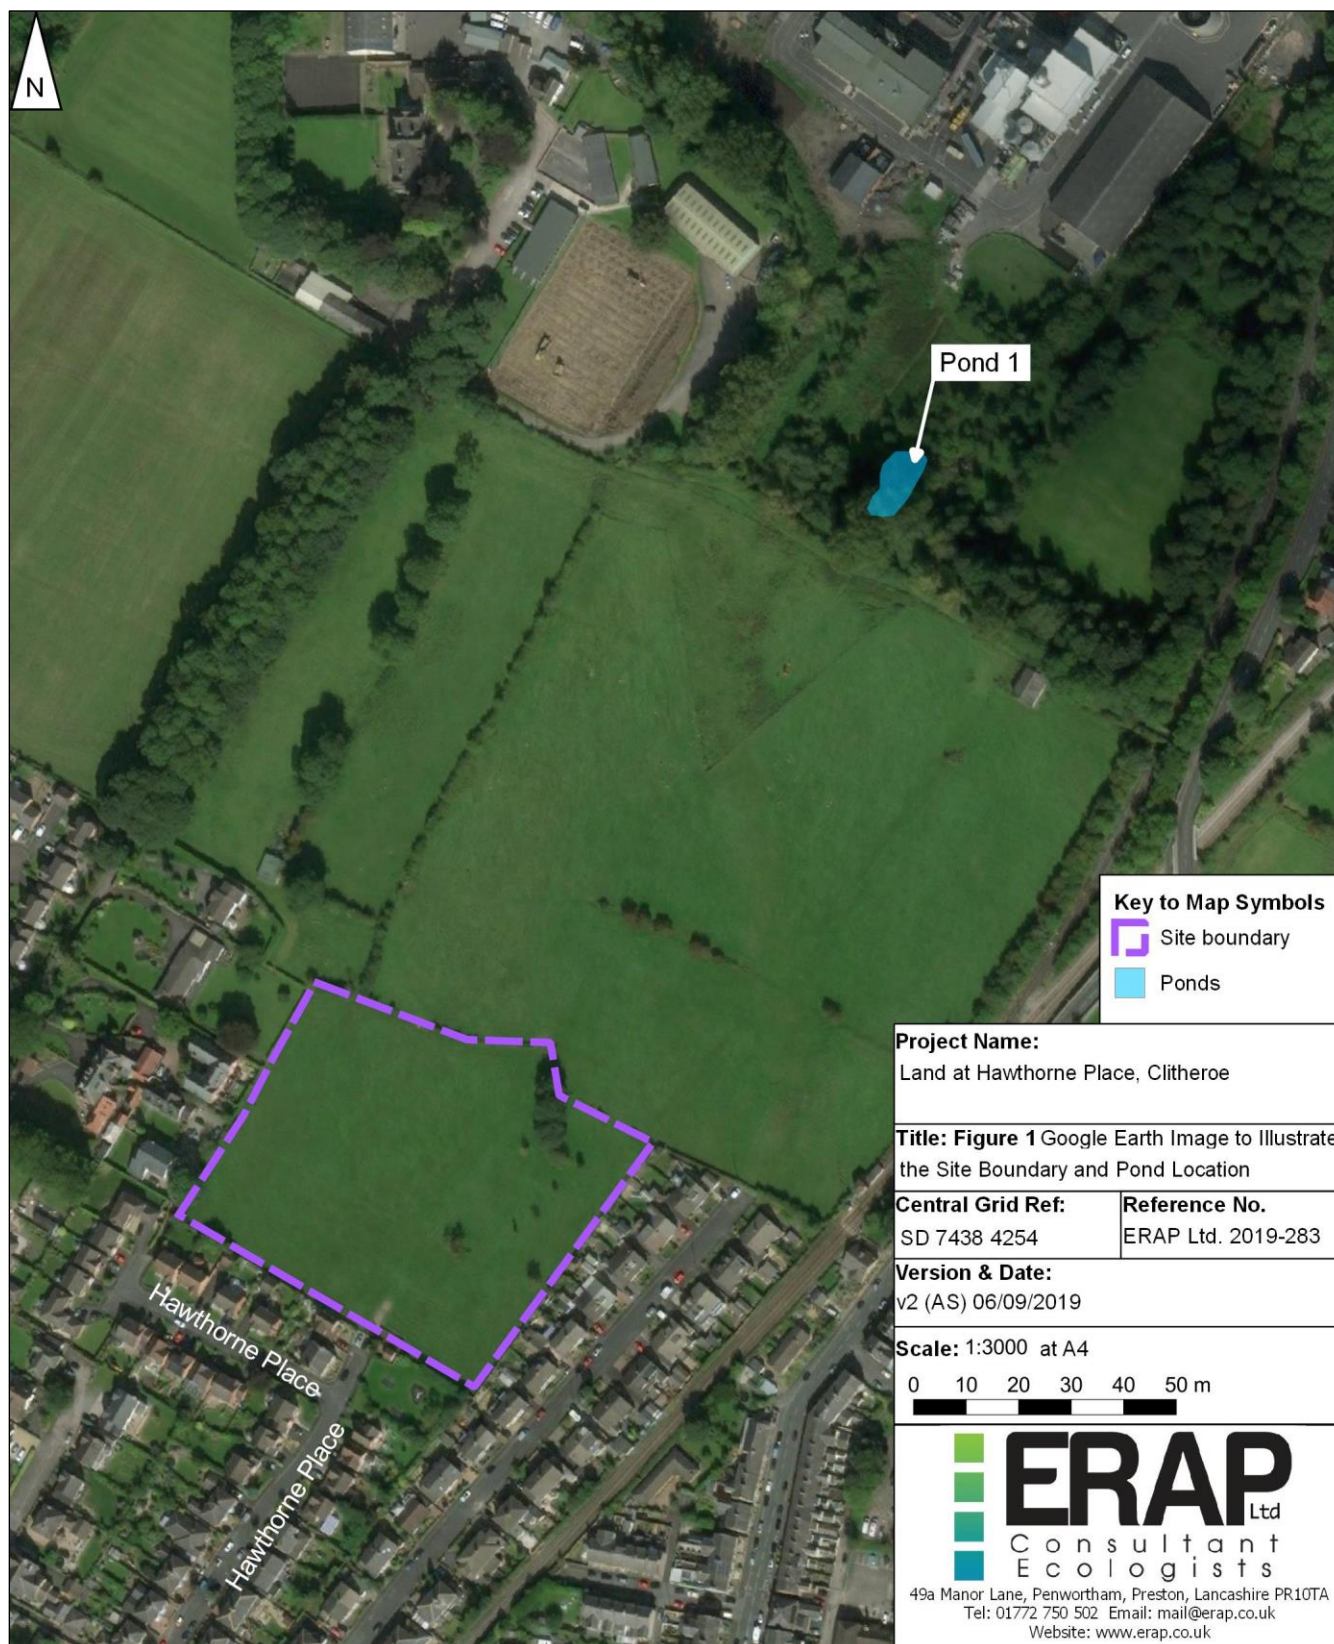 N
Pond 1
Hawthorne Place
Hawthorne Place
Key to Map Symbols
Site boundary
Ponds
Project Name:
Land at Hawthorne Place, Clitheroe
Title: Figure 1 Google Earth Image to Illustrate
the Site Boundary and Pond Location
Central Grid Ref:
SD 7438 4254
Reference No.
ERAP Ltd. 2019-283
Version & Date:
v2 (AS) 06/09/2019
Scale: 1:3000 at A4
0 10 20 30 40 50 m
ERAP Ltd
Consultant
Ecologists
49a Manor Lane, Penwortham, Preston, Lancashire PR10TA
Tel: 01772 750 502 Email: mail@erap.co.uk
Website: www.erap.co.uk